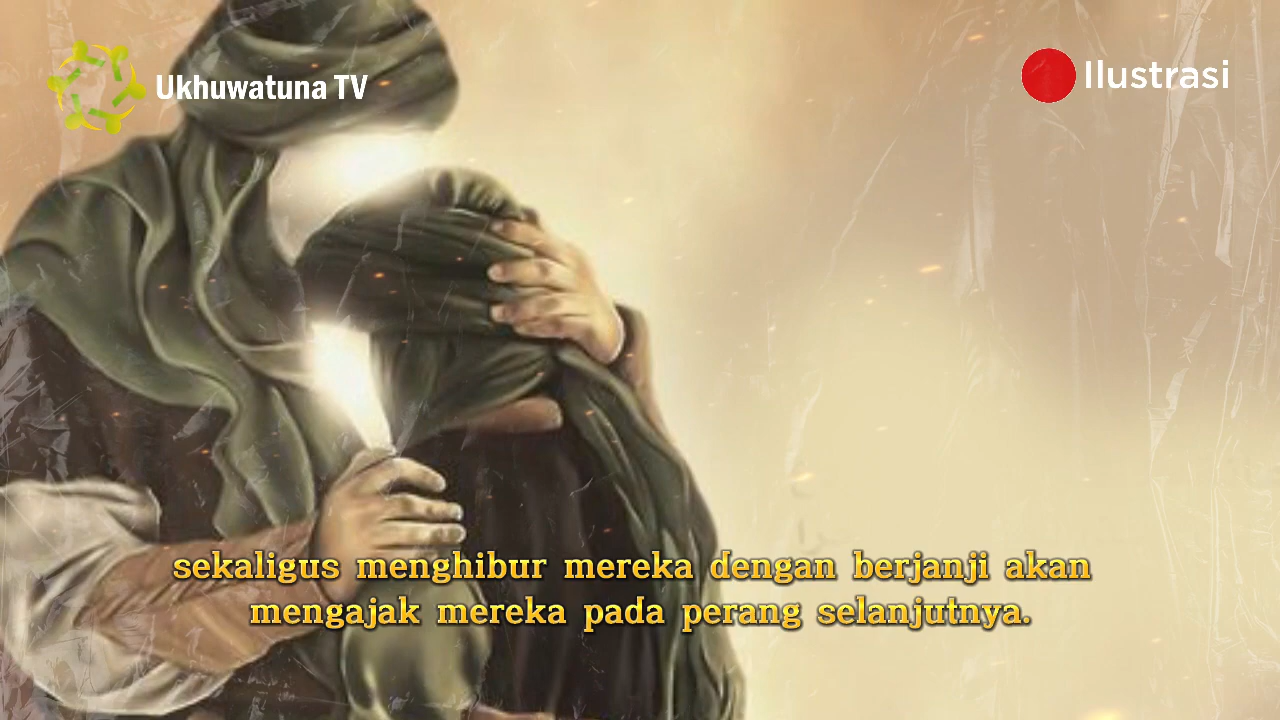 Ukhuwatuna TV
Ilustrasi
sekaligus menghibur mereka dengan berjanji akan
mengajak mereka pada perang selanjutnya.